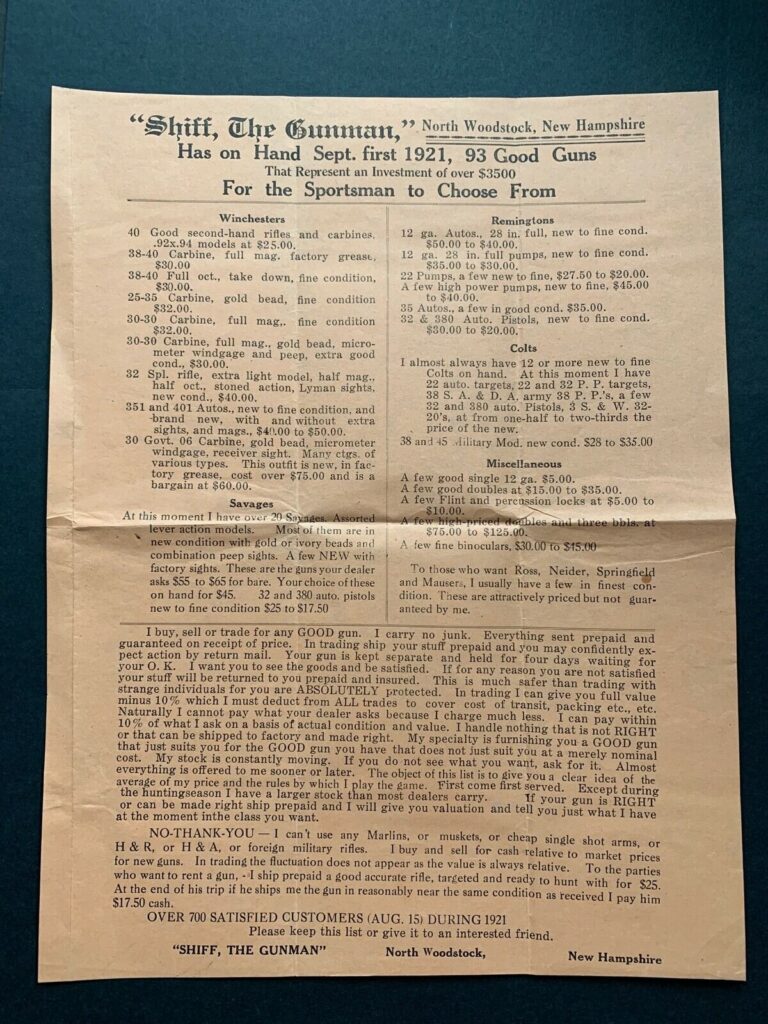 "Shiff, The Gunman," North Woodstock, New Hampshire
Has on Hand Sept. first 1921, 93 Good Guns
That Represent an Investment of over $3500
For the Sportsman to Choose From
Winchesters
40 Good second-hand rifles and carbines,
.92x.94 models at $25.00.
38-40 Carbine, full mag. factory grease,
$30.00
38-40 Full oct., take down, fine condition,
$30.00.
25-35 Carbine, gold bead, fine condition
$32.00.
30-30 Carbine, full mag,. fine condition
$32.00.
30-30 Carbine, full mag., gold bead, micro-
meter windgage and peep, extra good
cond., $30.00.
32 Spl. rifle, extra light model, half mag.,
half oct., stoned action, Lyman sights,
new cond., $40.00.
351 and 401 Autos., new to fine condition, and
brand new, with and without extra
sights, and mags., $40.00 to $50.00.
30 Govt. 06 Carbine, gold bead, micrometer
windgage, receiver sight. Many ctgs. of
various types. This outfit is new, in fac-
tory grease, cost over $75.00 and is a
bargain at $60.00.
Savages
At this moment I have over 20 Savages. Assorted
lever action models. Most of them are in
new condition with gold or ivory beads and
combination peep sights. A few NEW with
factory sights. These are the guns your dealer
asks $55 to $65 for bare. Your choice of these
on hand for $45. 32 and 380 auto. pistols
new to fine condition $25 to $17.50
Remingtons
12 ga. Autos., 28 in. full, new to fine cond.
$50.00 to $40.00.
12 ga. 28 in. full pumps, new to fine cond.
$35.00 to $30.00.
22 Pumps, a few new to fine, $27.50 to $20.00.
A few high power pumps, new to fine, $45.00
to $40.00.
35 Autos., a few in good cond. $35.00.
32 & 380 Auto. Pistols, new to fine cond.
$30.00 to $20.00.
Colts
I almost always have 12 or more new to fine
Colts on hand. At this moment I have
22 auto. targets, 22 and 32 P. P. targets,
38 S. A. & D. A. army 38 P. P.'s, a few
32 and 380 auto. Pistols, 3 S. & W. 32-
20's, at from one-half to two-thirds the
price of the new.
38 and 45 Military Mod. new cond. $28 to $35.00
Miscellaneous
A few good single 12 ga. $5.00.
A few good doubles at $15.00 to $35.00.
A few Flint and percussion locks at $5.00 to
$10.00.
A few high-priced doubles and three bbls. at
$75.00 to $125.00.
A few fine binoculars, $30.00 to $45.00
To those who want Ross, Neider, Springfield
and Mausers, I usually have a few in finest con-
dition. These are attractively priced but not guar-
anteed by me.
I buy, sell or trade for any GOOD gun. I carry no junk. Everything sent prepaid and
guaranteed on receipt of price. In trading ship your stuff prepaid and you may confidently ex-
pect action by return mail. Your gun is kept separate and held for four days waiting for
your O. K. I want you to see the goods and be satisfied. If for any reason you are not satisfied
your stuff will be returned to you prepaid and insured. This is much safer than trading with
strange individuals for you are ABSOLUTELY protected. In trading I can give you full value
minus 10% which I must deduct from ALL trades to cover cost of transit, packing etc., etc.
Naturally I cannot pay what your dealer asks because I charge much less. I can pay within
10% of what I ask on a basis of actual condition and value. I handle nothing that is not RIGHT
or that can be shipped to factory and made right. My specialty is furnishing you a GOOD gun
that just suits you for the GOOD gun you have that does not just suit you at a merely nominal
cost. My stock is constantly moving. If you do not see what you want, ask for it. Almost
everything is offered to me sooner or later. The object of this list is to give you a clear idea of the
average of my price and the rules by which I play the game. First come first served. Except during
the huntingseason I have a larger stock than most dealers carry. If your gun is RIGHT
or can be made right ship prepaid and I will give you valuation and tell you just what I have
at the moment inthe class you want.
NO-THANK-YOU — I can't use any Marlins, or muskets, or cheap single shot arms, or
H & R, or H & A, or foreign military rifles. I buy and sell for cash relative to market prices
for new guns. In trading the fluctuation does not appear as the value is always relative. To the parties
who want to rent a gun, - I ship prepaid a good accurate rifle, targeted and ready to hunt with for $25.
At the end of his trip if he ships me the gun in reasonably near the same condition as received I pay him
$17.50 cash.
OVER 700 SATISFIED CUSTOMERS (AUG. 15) DURING 1921
Please keep this list or give it to an interested friend.
"SHIFF, THE GUNMAN" North Woodstock, New Hampshire